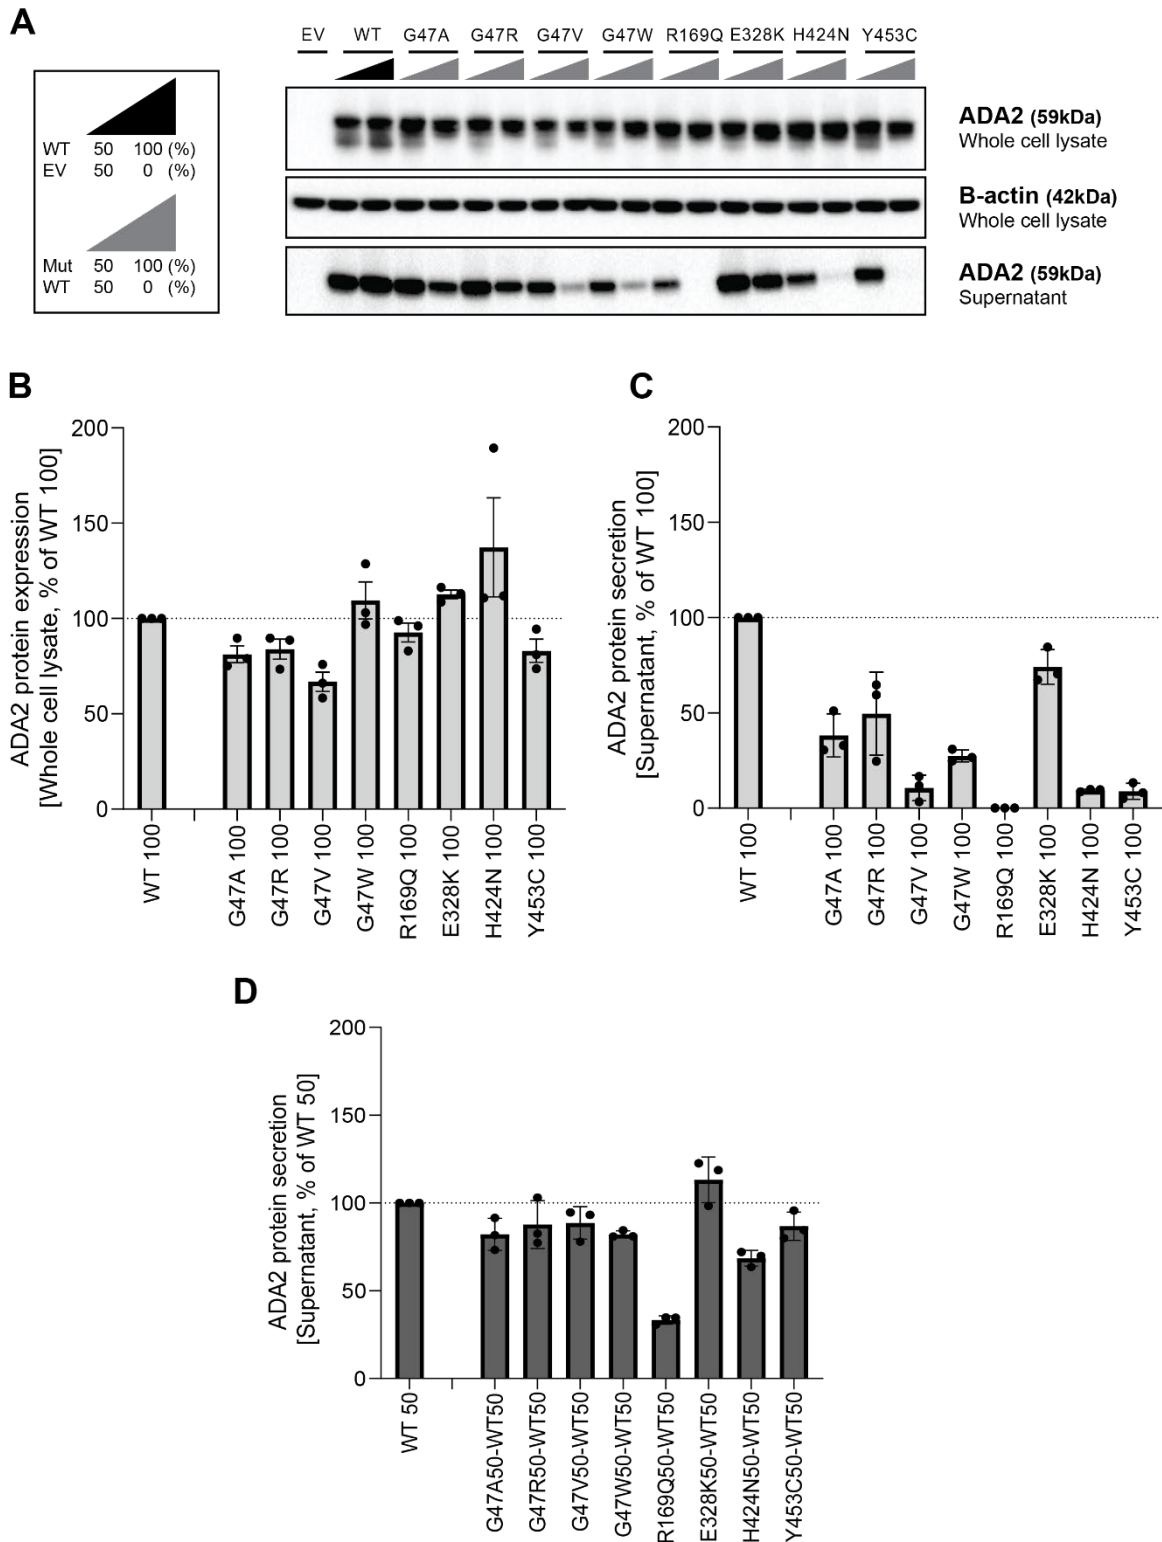 A
EV WT G47A G47R G47V G47W R169Q E328K H424N Y453C
WT 50 100 (%)
EV 50 0 (%)
Mut 50 100 (%)
WT 50 0 (%)
ADA2 (59kDa)
Whole cell lysate
B-actin (42kDa)
Whole cell lysate
ADA2 (59kDa)
Supernatant
B
ADA2 protein expression
[Whole cell lysate, % of WT 100]
200
150
100
50
0
WT 100
G47A 100
G47R 100
G47V 100
G47W 100
R169Q 100
E328K 100
H424N 100
Y453C 100
C
ADA2 protein secretion
[Supernatant, % of WT 100]
200
150
100
50
0
WT 100
G47A 100
G47R 100
G47V 100
G47W 100
R169Q 100
E328K 100
H424N 100
Y453C 100
D
ADA2 protein secretion
[Supernatant, % of WT 50]
200
150
100
50
0
WT 50
G47A50-WT50
G47R50-WT50
G47V50-WT50
G47W50-WT50
R169Q50-WT50
E328K50-WT50
H424N50-WT50
Y453C50-WT50